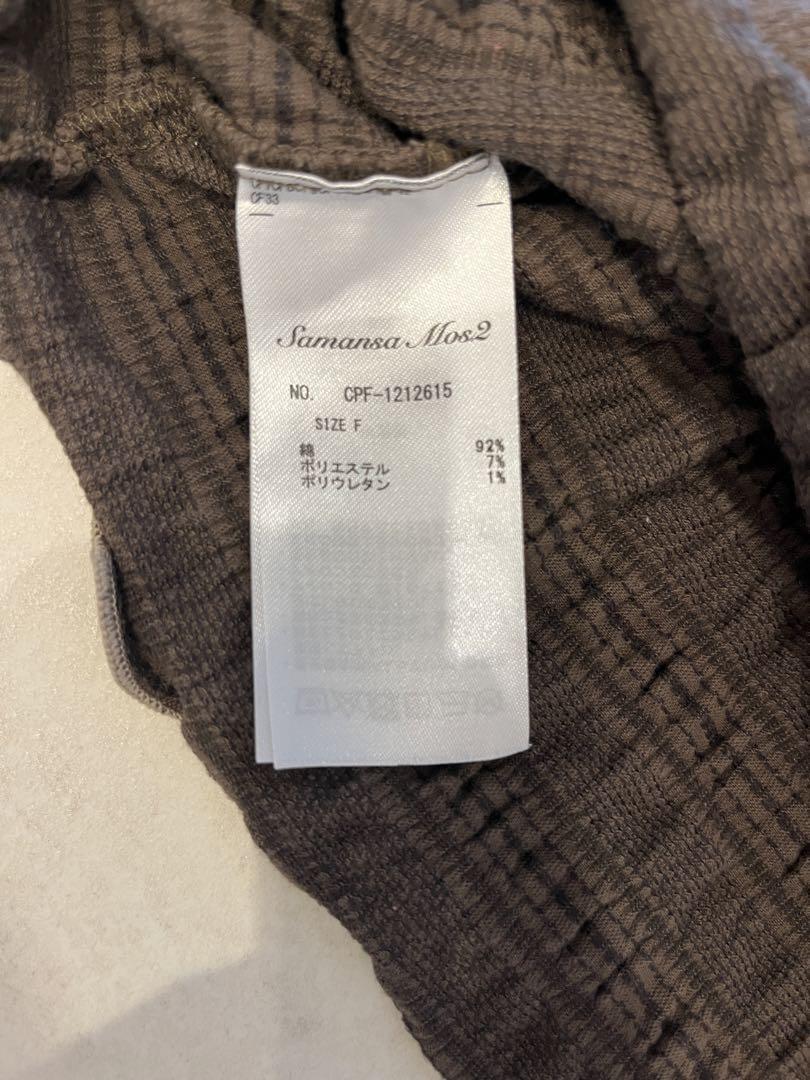 CF33
Samansa Mos2
NO. CPF-1212615
SIZE F
綿 92%
ポリエステル 7%
ポリウレタン 1%